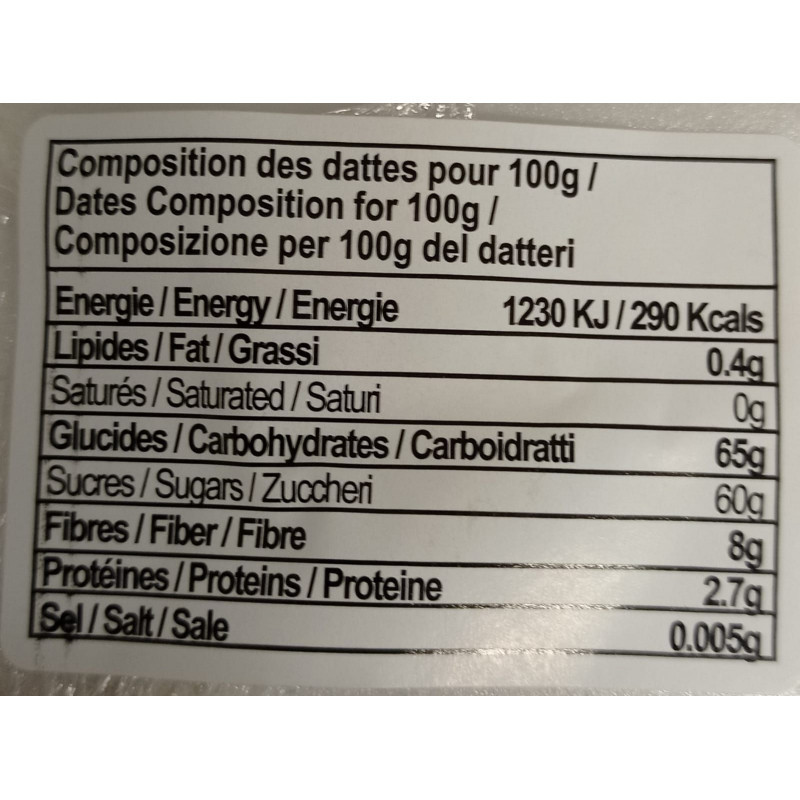 Composition des dattes pour 100g /
Dates Composition for 100g /
Composizione per 100g del datteri
Energie / Energy / Energie 1230 KJ / 290 Kcals
Lipides / Fat / Grassi 0.4g
Saturés / Saturated / Saturi 0g
Glucides / Carbohydrates / Carboidratti 65g
Sucres / Sugars / Zuccheri 60g
Fibres / Fiber / Fibre 8g
Protéines / Proteins / Proteine 2.7g
Sel / Salt / Sale 0.005g